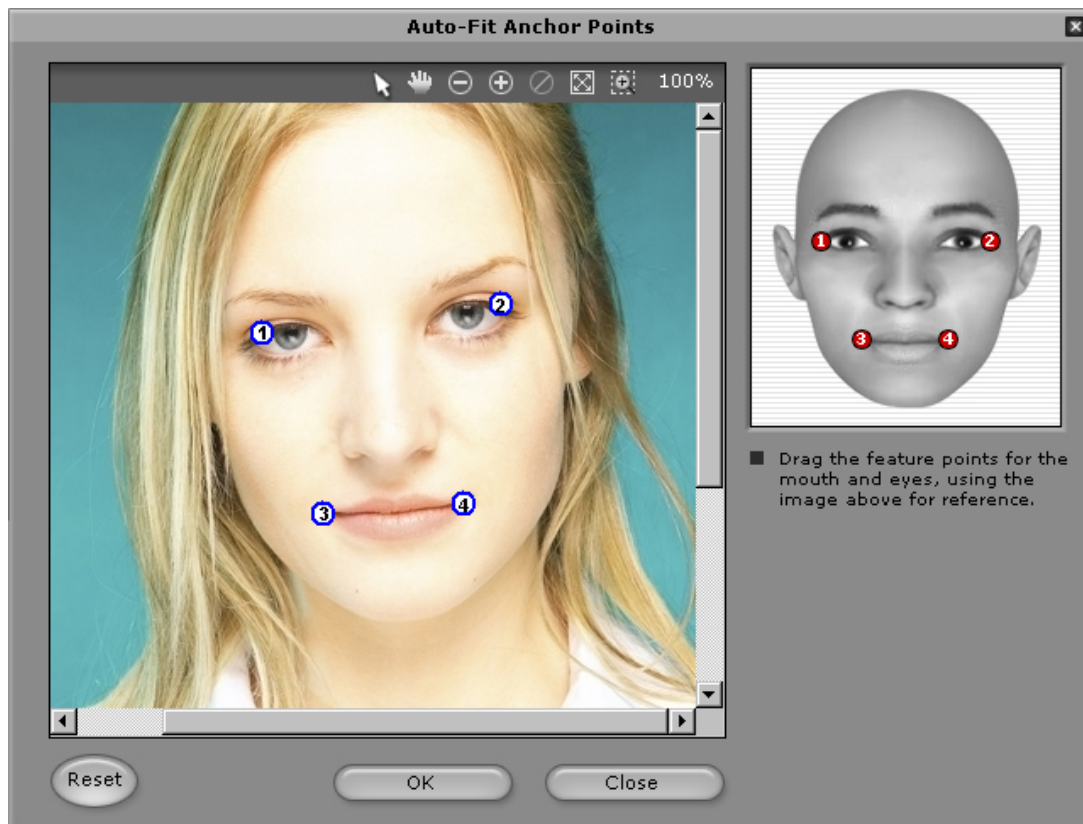 Auto-Fit Anchor Points
100%
1
2
3
4
1
2
3
4
Drag the feature points for the
mouth and eyes, using the
image above for reference.
Reset
OK
Close